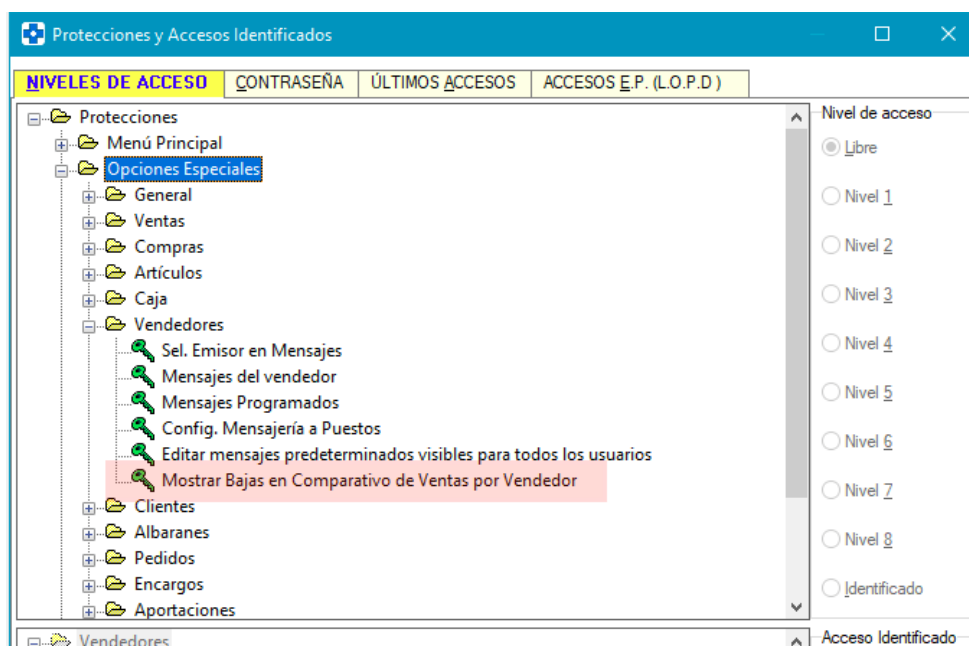 Protecciones y Accesos Identificados
NIVELES DE ACCESO
CONTRASEÑA
ÚLTIMOS ACCESOS
ACCESOS E.P. (L.O.P.D )
Protecciones
Menú Principal
Opciones Especiales
General
Ventas
Compras
Artículos
Caja
Vendedores
Sel. Emisor en Mensajes
Mensajes del vendedor
Mensajes Programados
Config. Mensajería a Puestos
Editar mensajes predeterminados visibles para todos los usuarios
Mostrar Bajas en Comparativo de Ventas por Vendedor
Clientes
Albaranes
Pedidos
Encargos
Aportaciones
Vendedores
Nivel de acceso
Libre
Nivel 1
Nivel 2
Nivel 3
Nivel 4
Nivel 5
Nivel 6
Nivel 7
Nivel 8
Identificado
Acceso Identificado